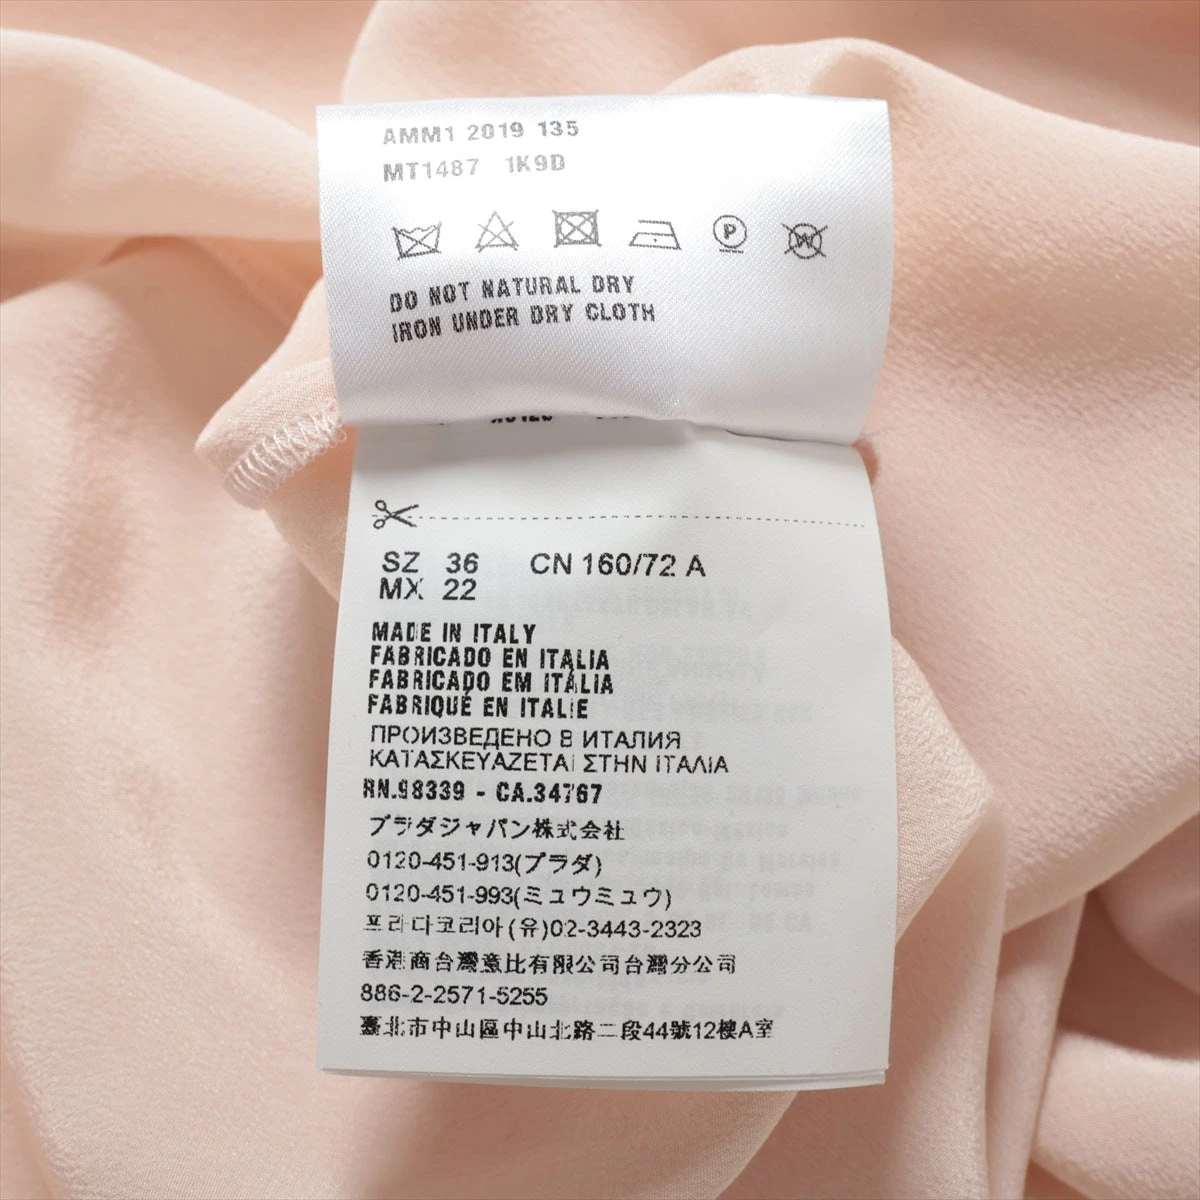 AMM1 2019 135
MT1487 1K9D
P W
DO NOT NATURAL DRY
IRON UNDER DRY CLOTH
SZ 36 CN 160/72 A
MX 22
MADE IN ITALY
FABRICADO EN ITALIA
FABRICADO EM ITÁLIA
FABRIQUÉ EN ITALIE
ПРОИЗВЕДЕНО В ИТАЛИЯ
ΚΑΤΑΣΚΕΥΑΖΕΤΑΙ ΣΤΗΝ ΙΤΑΛΙΑ
RN.98339 - CA.34767
プラダジャパン株式会社
0120-451-913(プラダ)
0120-451-993(ミュウミュウ)
프라다코리아(유)02-3443-2323
香港商台灣意比有限公司台灣分公司
886-2-2571-5255
臺北市中山區中山北路二段44號12樓A室